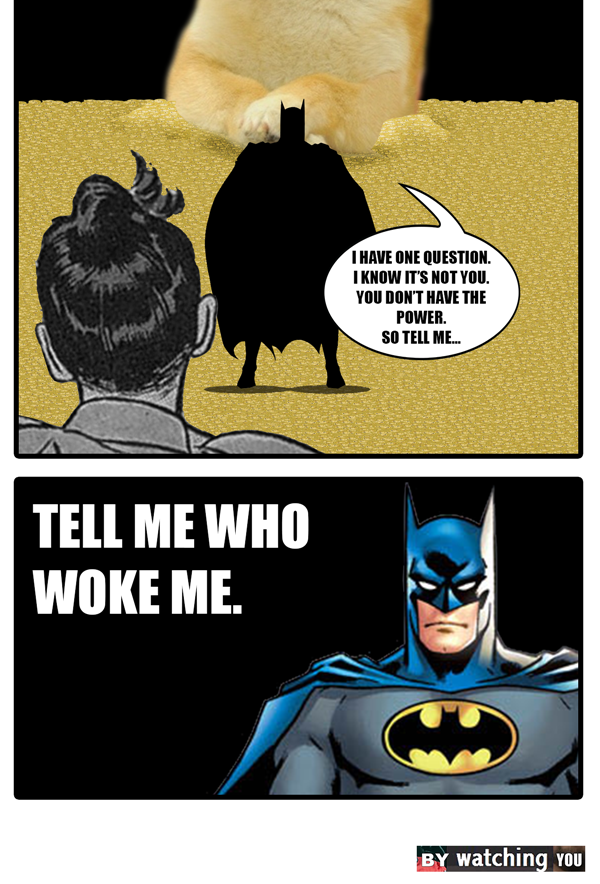 I HAVE ONE QUESTION.
I KNOW IT'S NOT YOU.
YOU DON'T HAVE THE
POWER.
SO TELL ME...
TELL ME WHO
WOKE ME.
BY watching YOU